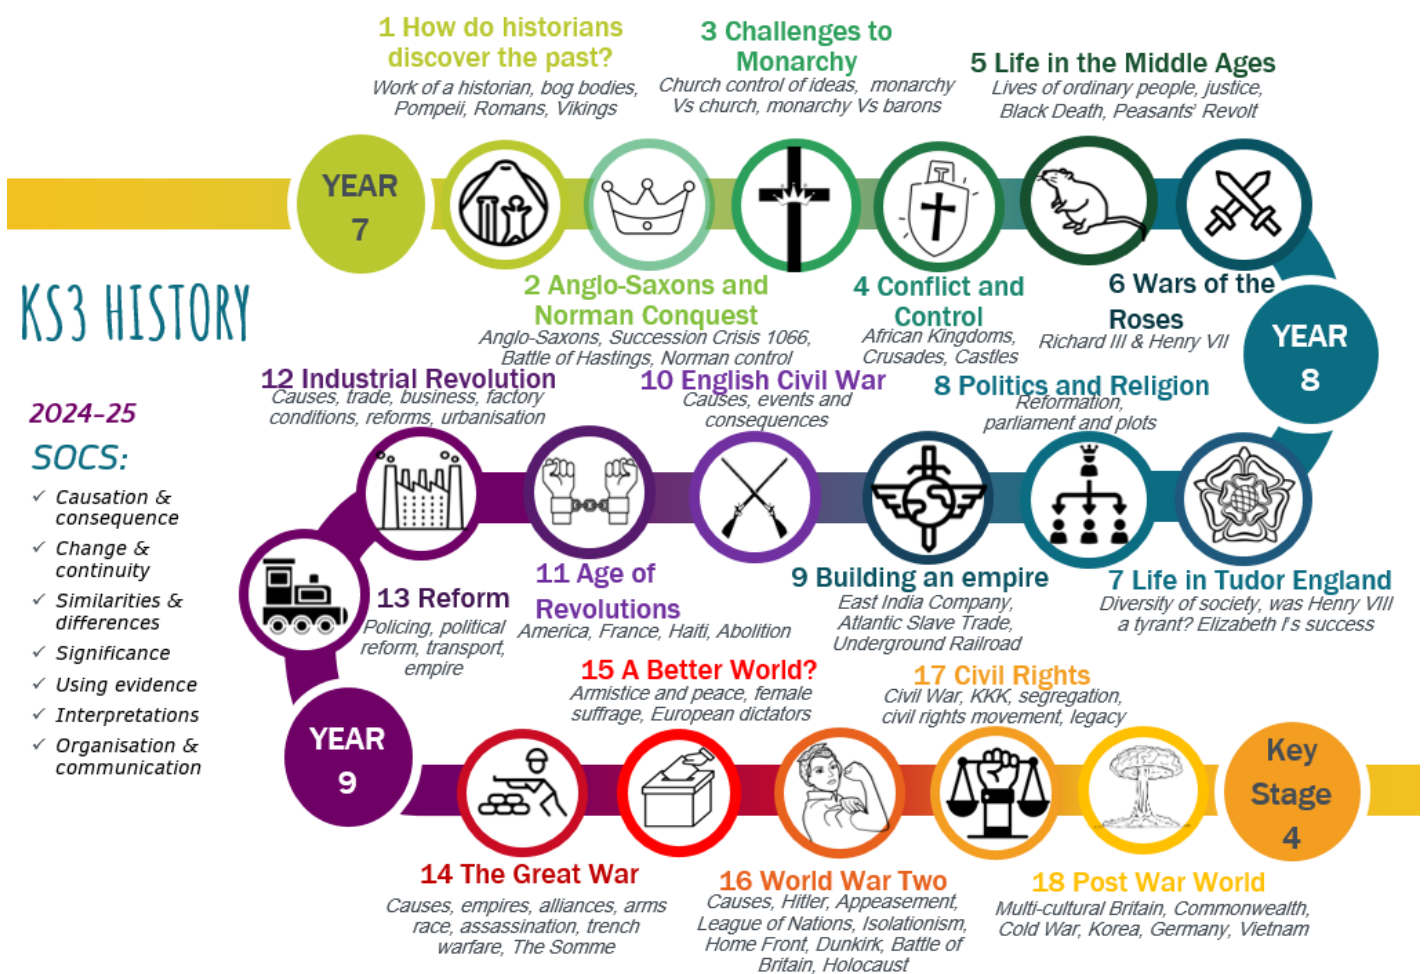 1 How do historians
discover the past?
Work of a historian, bog bodies,
Pompeii, Romans, Vikings
3 Challenges to
Monarchy
Church control of ideas, monarchy
Vs church, monarchy Vs barons
5 Life in the Middle Ages
Lives of ordinary people, justice,
Black Death, Peasants' Revolt
YEAR
7
2 Anglo-Saxons and
Norman Conquest
Anglo-Saxons, Succession Crisis 1066,
Battle of Hastings, Norman control
4 Conflict and
Control
African Kingdoms,
Crusades, Castles
6 Wars of the
Roses
Richard III & Henry VII
YEAR
8
KS3 HISTORY
2024-25
SOCS:
✓ Causation &
consequence
✓ Change &
continuity
✓ Similarities &
differences
✓ Significance
✓ Using evidence
✓ Interpretations
✓ Organisation &
communication
12 Industrial Revolution
Causes, trade, business, factory
conditions, reforms, urbanisation
10 English Civil War
Causes, events and
consequences
8 Politics and Religion
Reformation,
parliament and plots
13 Reform
Policing, political
reform, transport,
empire
11 Age of
Revolutions
America, France, Haiti, Abolition
9 Building an empire
East India Company,
Atlantic Slave Trade,
Underground Railroad
7 Life in Tudor England
Diversity of society, was Henry VIII
a tyrant? Elizabeth I's success
YEAR
9
15 A Better World?
Armistice and peace, female
suffrage, European dictators
17 Civil Rights
Civil War, KKK, segregation,
civil rights movement, legacy
Key
Stage
4
14 The Great War
Causes, empires, alliances, arms
race, assassination, trench
warfare, The Somme
16 World War Two
Causes, Hitler, Appeasement,
League of Nations, Isolationism,
Home Front, Dunkirk, Battle of
Britain, Holocaust
18 Post War World
Multi-cultural Britain, Commonwealth,
Cold War, Korea, Germany, Vietnam